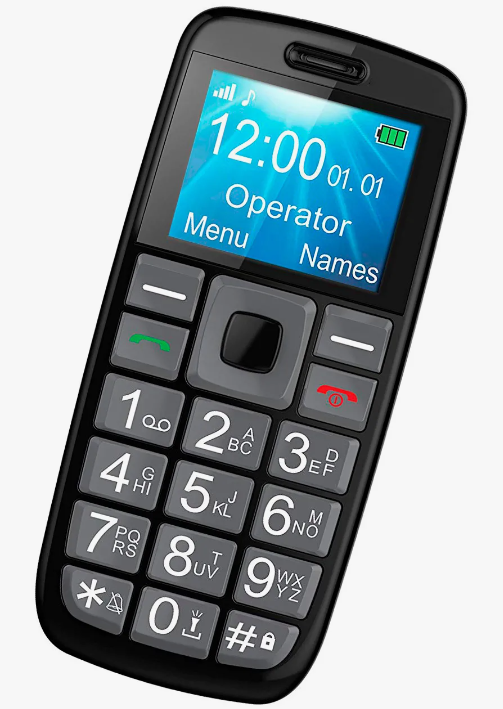 12:00 01. 01
Operator
Menu
Names
1
2 ABC
3 DEF
4 GHI
5 JKL
6 MNO
7 PQRS
8 TUV
9 WXYZ
*
0
#